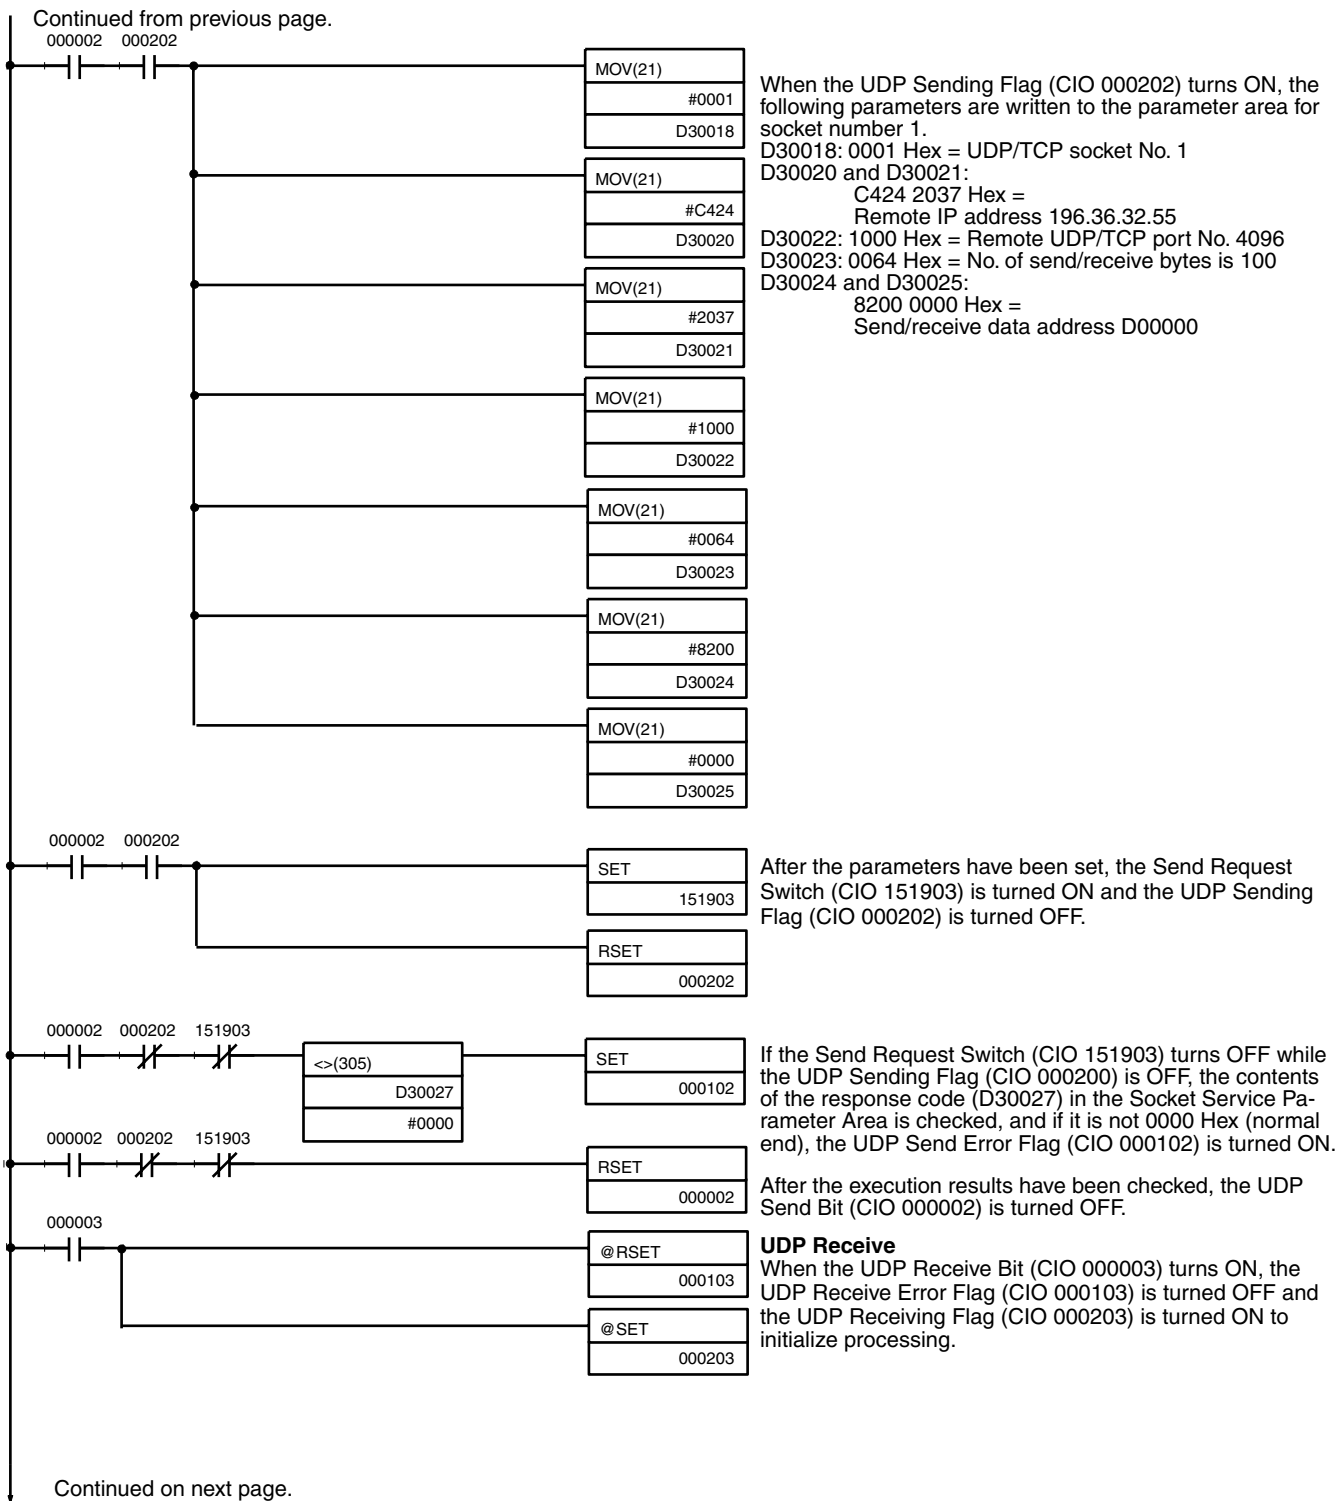 Continued from previous page.
000002 000202
MOV(21)
#0001
D30018
When the UDP Sending Flag (CIO 000202) turns ON, the
following parameters are written to the parameter area for
socket number 1.
D30018: 0001 Hex = UDP/TCP socket No. 1
D30020 and D30021:
C424 2037 Hex =
Remote IP address 196.36.32.55
D30022: 1000 Hex = Remote UDP/TCP port No. 4096
D30023: 0064 Hex = No. of send/receive bytes is 100
D30024 and D30025:
8200 0000 Hex =
Send/receive data address D00000
MOV(21)
#C424
D30020
MOV(21)
#2037
D30021
MOV(21)
#1000
D30022
MOV(21)
#0064
D30023
MOV(21)
#8200
D30024
MOV(21)
#0000
D30025
000002 000202
SET
151903
After the parameters have been set, the Send Request
Switch (CIO 151903) is turned ON and the UDP Sending
Flag (CIO 000202) is turned OFF.
RSET
000202
000002 000202 151903
<>(305)
D30027
#0000
SET
000102
If the Send Request Switch (CIO 151903) turns OFF while
the UDP Sending Flag (CIO 000200) is OFF, the contents
of the response code (D30027) in the Socket Service Pa-
rameter Area is checked, and if it is not 0000 Hex (normal
end), the UDP Send Error Flag (CIO 000102) is turned ON.
000002 000202 151903
RSET
000002
After the execution results have been checked, the UDP
Send Bit (CIO 000002) is turned OFF.
000003
@RSET
000103
UDP Receive
When the UDP Receive Bit (CIO 000003) turns ON, the
UDP Receive Error Flag (CIO 000103) is turned OFF and
the UDP Receiving Flag (CIO 000203) is turned ON to
initialize processing.
@SET
000203
Continued on next page.